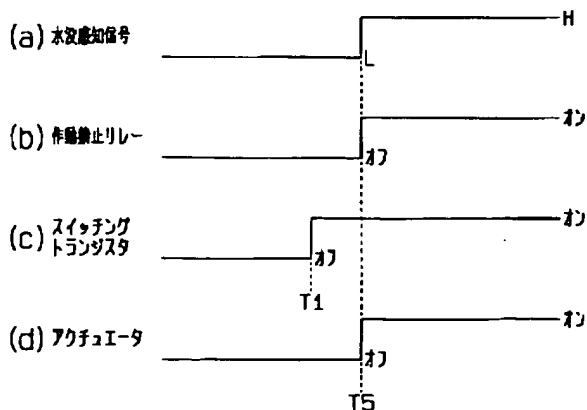 H
(a) 水没感知信号
L
オン
(b) 作動禁止リレー
オフ
(c) スイッチング
トランジスタ
オン
オフ
T1
オン
(d) アクチュエータ
オフ
T5